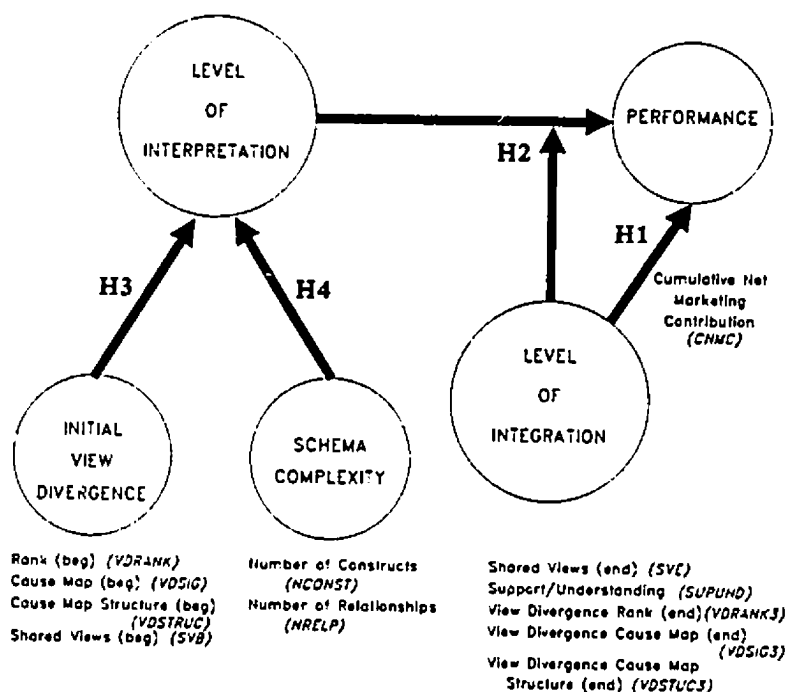 LEVEL
OF
INTERPRETATION
PERFORMANCE
H2
H1
H3
H4
Cumulative Net
Marketing
Contribution
(CNMC)
LEVEL
OF
INTEGRATION
INITIAL
VIEW
DIVERGENCE
SCHEMA
COMPLEXITY
Rank (beg) (VDRANK)
Cause Map (beg) (VDSIG)
Cause Map Structure (beg)
(VDSTRUC)
Shared Views (beg) (SVB)
Number of Constructs
(NCONST)
Number of Relationships
(NRELP)
Shared Views (end) (SVE)
Support/Understanding (SUPUND)
View Divergence Rank (end) (VDRANK3)
View Divergence Cause Map (end)
(VDSIG3)
View Divergence Cause Map
Structure (end) (VDSTUC3)